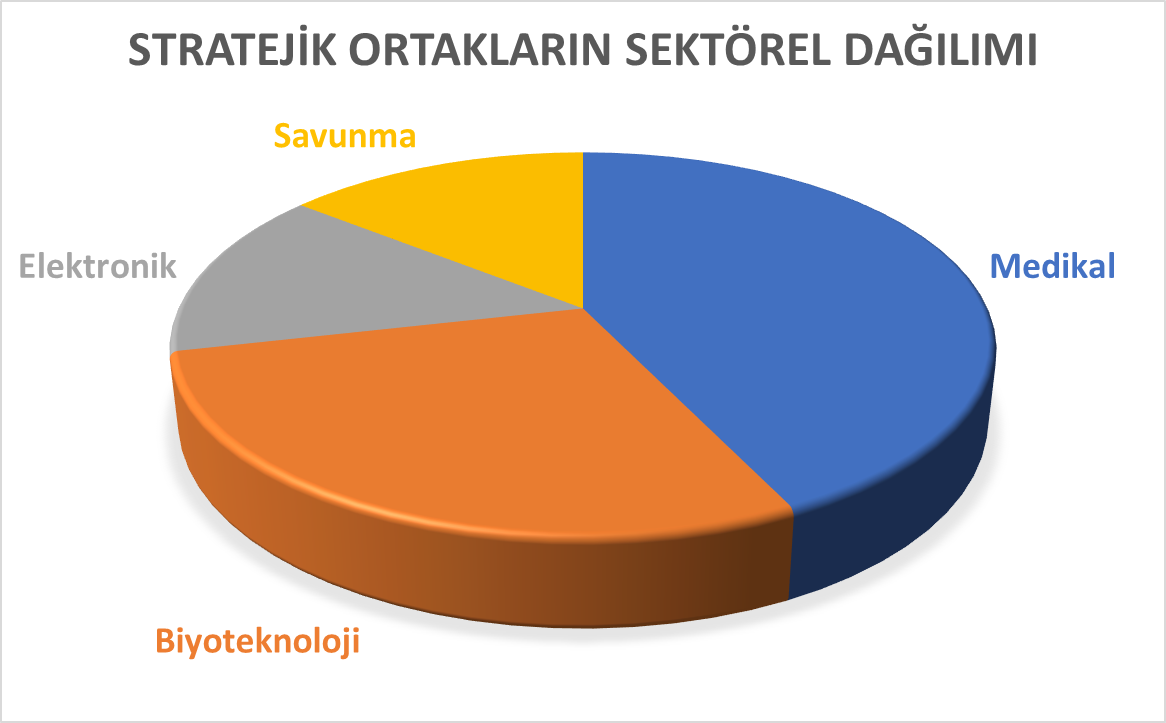 STRATEJİK ORTAKLARIN SEKTÖREL DAĞILIMI
Savunma
Elektronik
Medikal
Biyoteknoloji